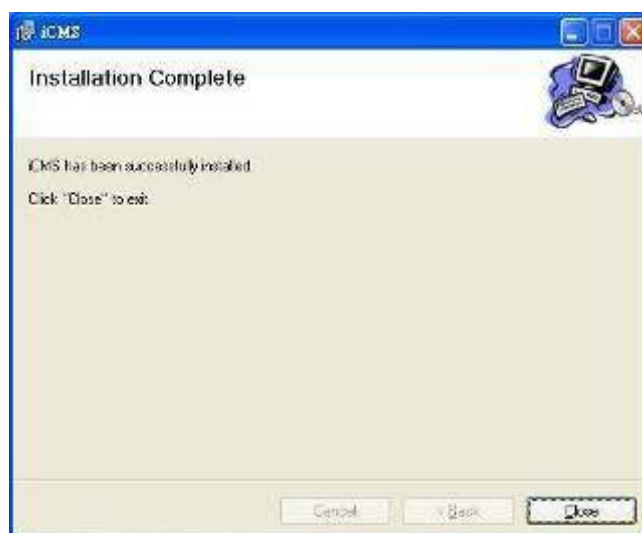 iCMS
Installation Complete
iCMS has been successfully installed.
Click "Close" to exit.
Cancel
< Back
Close